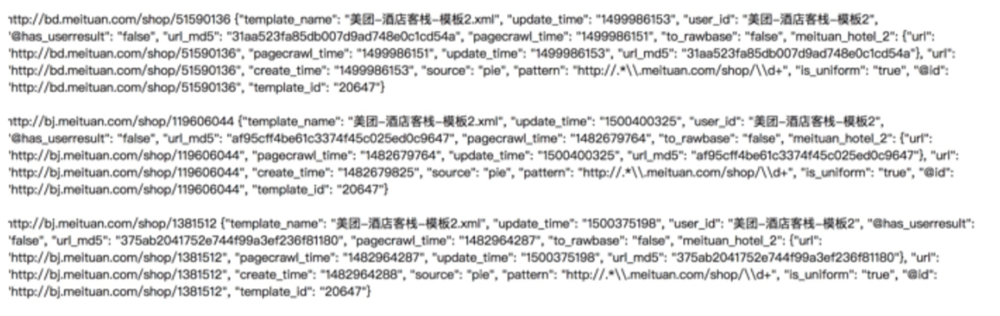 http://bd.meituan.com/shop/51590136 {"template_name": "美团-酒店客栈-模板2.xml", "update_time": "1499986153", "user_id": "美团-酒店客栈-模板2",
"@has_userresult": "false", "url_md5": "31aa523fa85db007d9ad748e0c1cd54a", "pagecrawl_time": "1499986151", "to_rawbase": "false", "meituan_hotel_2": {"url":
"http://bd.meituan.com/shop/51590136", "pagecrawl_time": "1499986151", "update_time": "1499986153", "url_md5": "31aa523fa85db007d9ad748e0c1cd54a"}, "url":
"http://bd.meituan.com/shop/51590136", "create_time": "1499986153", "source": "pie", "pattern": "http://.*\\.meituan.com/shop/\\d+", "is_uniform": "true", "@id":
"http://bd.meituan.com/shop/51590136", "template_id": "20647"}
http://bj.meituan.com/shop/119606044 {"template_name": "美团-酒店客栈-模板2.xml", "update_time": "1500400325", "user_id": "美团-酒店客栈-模板2",
"@has_userresult": "false", "url_md5": "af95cff4be61c3374f45c025ed0c9647", "pagecrawl_time": "1482679764", "to_rawbase": "false", "meituan_hotel_2": {"url":
"http://bj.meituan.com/shop/119606044", "pagecrawl_time": "1482679764", "update_time": "1500400325", "url_md5": "af95cff4be61c3374f45c025ed0c9647"}, "url":
"http://bj.meituan.com/shop/119606044", "create_time": "1482679825", "source": "pie", "pattern": "http://.*\\.meituan.com/shop/\\d+", "is_uniform": "true", "@id":
"http://bj.meituan.com/shop/119606044", "template_id": "20647"}
http://bj.meituan.com/shop/1381512 {"template_name": "美团-酒店客栈-模板2.xml", "update_time": "1500375198", "user_id": "美团-酒店客栈-模板2", "@has_userresult":
"false", "url_md5": "375ab2041752e744f99a3ef236f81180", "pagecrawl_time": "1482964287", "to_rawbase": "false", "meituan_hotel_2": {"url":
"http://bj.meituan.com/shop/1381512", "pagecrawl_time": "1482964287", "update_time": "1500375198", "url_md5": "375ab2041752e744f99a3ef236f81180"}, "url":
"http://bj.meituan.com/shop/1381512", "create_time": "1482964288", "source": "pie", "pattern": "http://.*\\.meituan.com/shop/\\d+", "is_uniform": "true", "@id":
"http://bj.meituan.com/shop/1381512", "template_id": "20647"}